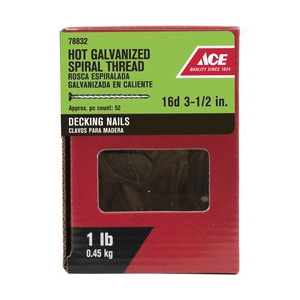 78832
HOT GALVANIZED
SPIRAL THREAD
ROSCA ESPIRALADA
GALVANIZADA EN CALIENTE
Approx. pc count: 52
ACE
QUALITY SINCE 1924
16d 3-1/2 in.
DECKING NAILS
CLAVOS PARA MADERA
1 lb
0.45 kg